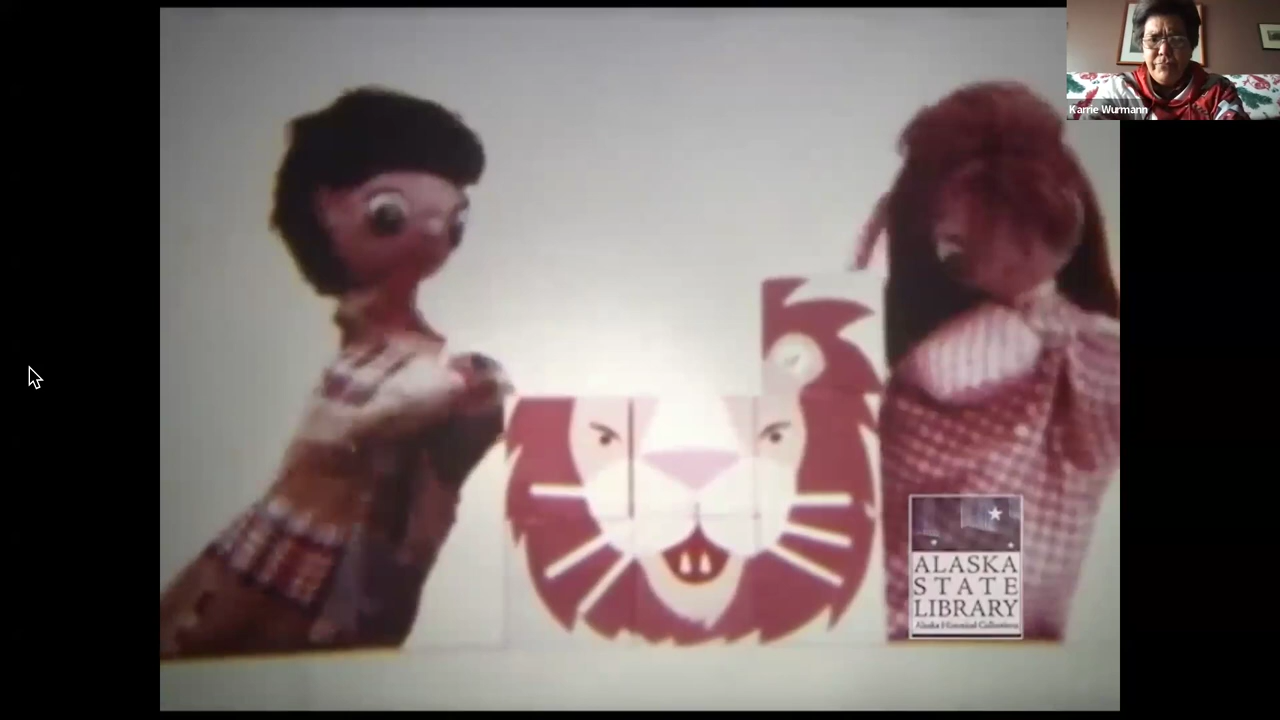 Karrie Wurmann
ALASKA
STATE
LIBRARY
Alaska Historical Collections